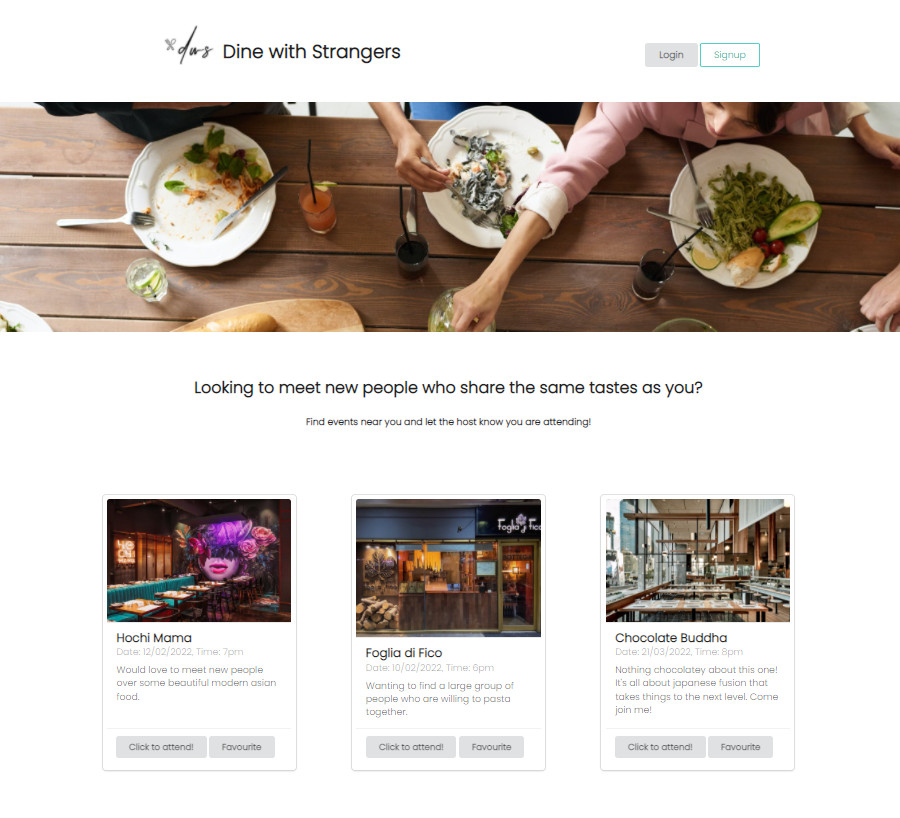 dws Dine with Strangers
Login Signup
Looking to meet new people who share the same tastes as you?
Find events near you and let the host know you are attending!
Hochi Mama
Date: 12/02/2022, Time: 7pm
Would love to meet new people
over some beautiful modern asian
food.
Click to attend! Favourite
Foglia di Fico
Foglia di Fico
Date: 10/02/2022, Time: 6pm
Wanting to find a large group of
people who are willing to pasta
together.
Click to attend! Favourite
Chocolate Buddha
Date: 21/03/2022, Time: 8pm
Nothing chocolatey about this one!
It's all about japanese fusion that
takes things to the next level. Come
join me!
Click to attend! Favourite